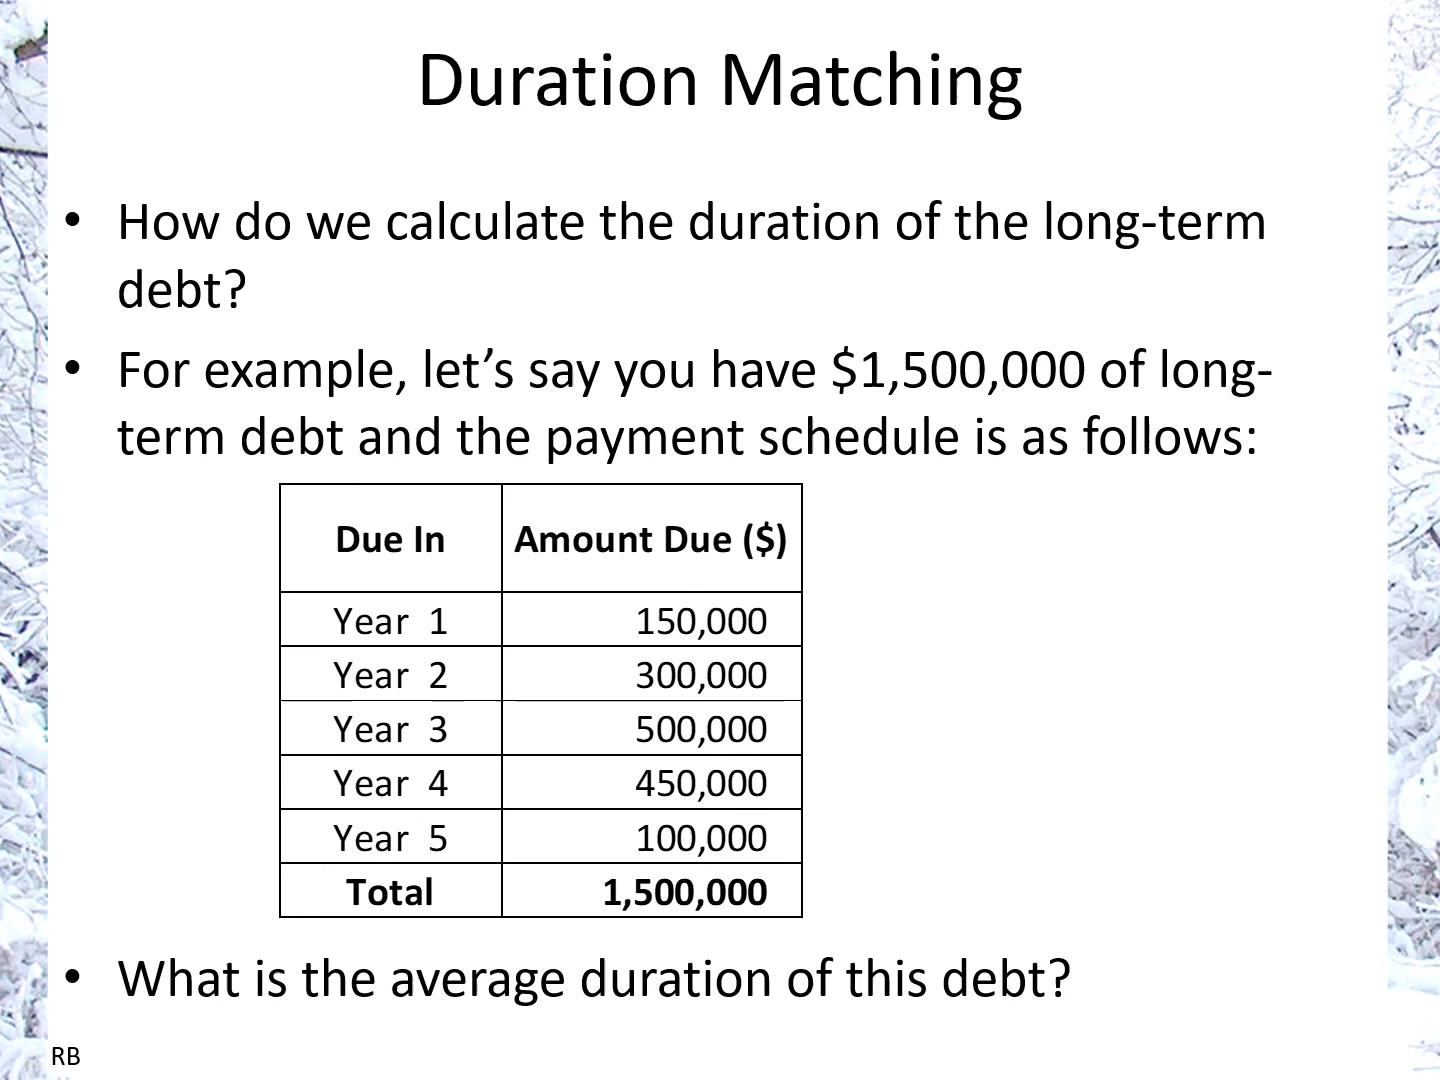 Duration Matching
• How do we calculate the duration of the long-term
debt?
• For example, let’s say you have $1,500,000 of long-
term debt and the payment schedule is as follows:
Due In Amount Due ($)
Year 1 150,000
Year 2 300,000
Year 3 500,000
Year 4 450,000
Year 5 100,000
Total 1,500,000
• What is the average duration of this debt?
RB